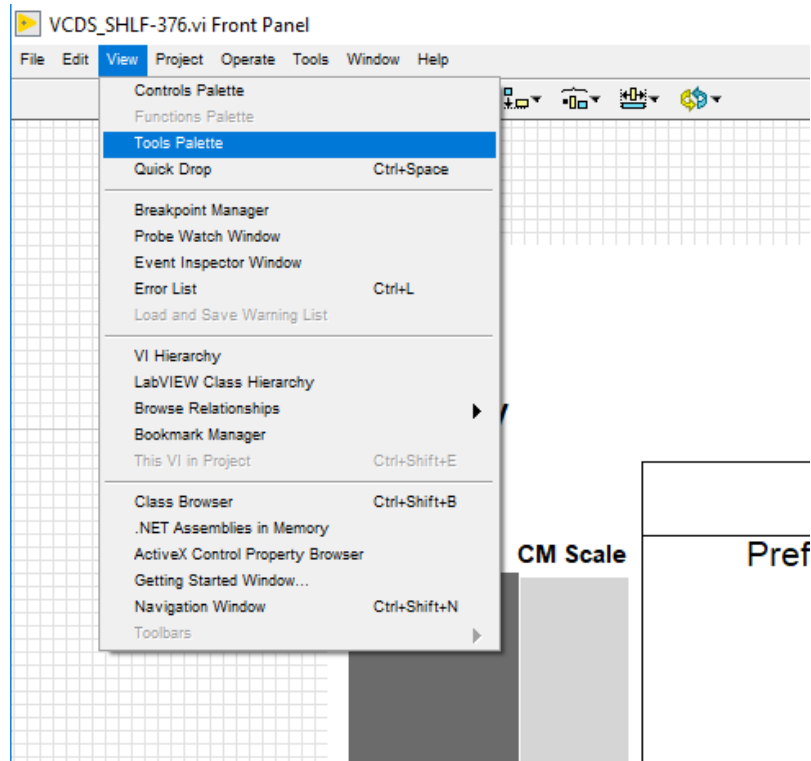 VCDS_SHLF-376.vi Front Panel
File Edit View Project Operate Tools Window Help
Controls Palette
Functions Palette
Tools Palette
Quick Drop Ctrl+Space
Breakpoint Manager
Probe Watch Window
Event Inspector Window
Error List Ctrl+L
Load and Save Warning List
VI Hierarchy
LabVIEW Class Hierarchy
Browse Relationships
Bookmark Manager
This VI in Project Ctrl+Shift+E
Class Browser Ctrl+Shift+B
.NET Assemblies in Memory
ActiveX Control Property Browser
Getting Started Window...
Navigation Window Ctrl+Shift+N
Toolbars
CM Scale
Pref